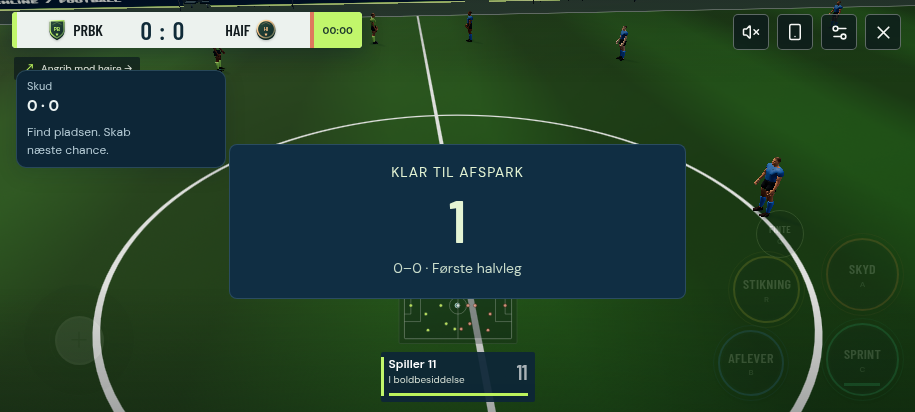 PRBK 0 : 0 HAIF 00:00
Angrib mod højre →
Skud
0 · 0
Find pladsen. Skab
næste chance.
KLAR TIL AFSPARK
1
0–0 · Første halvleg
STIKNING
SKYD
A
AFLEVER
B
SPRINT
C
Spiller 11
I boldbesiddelse
11